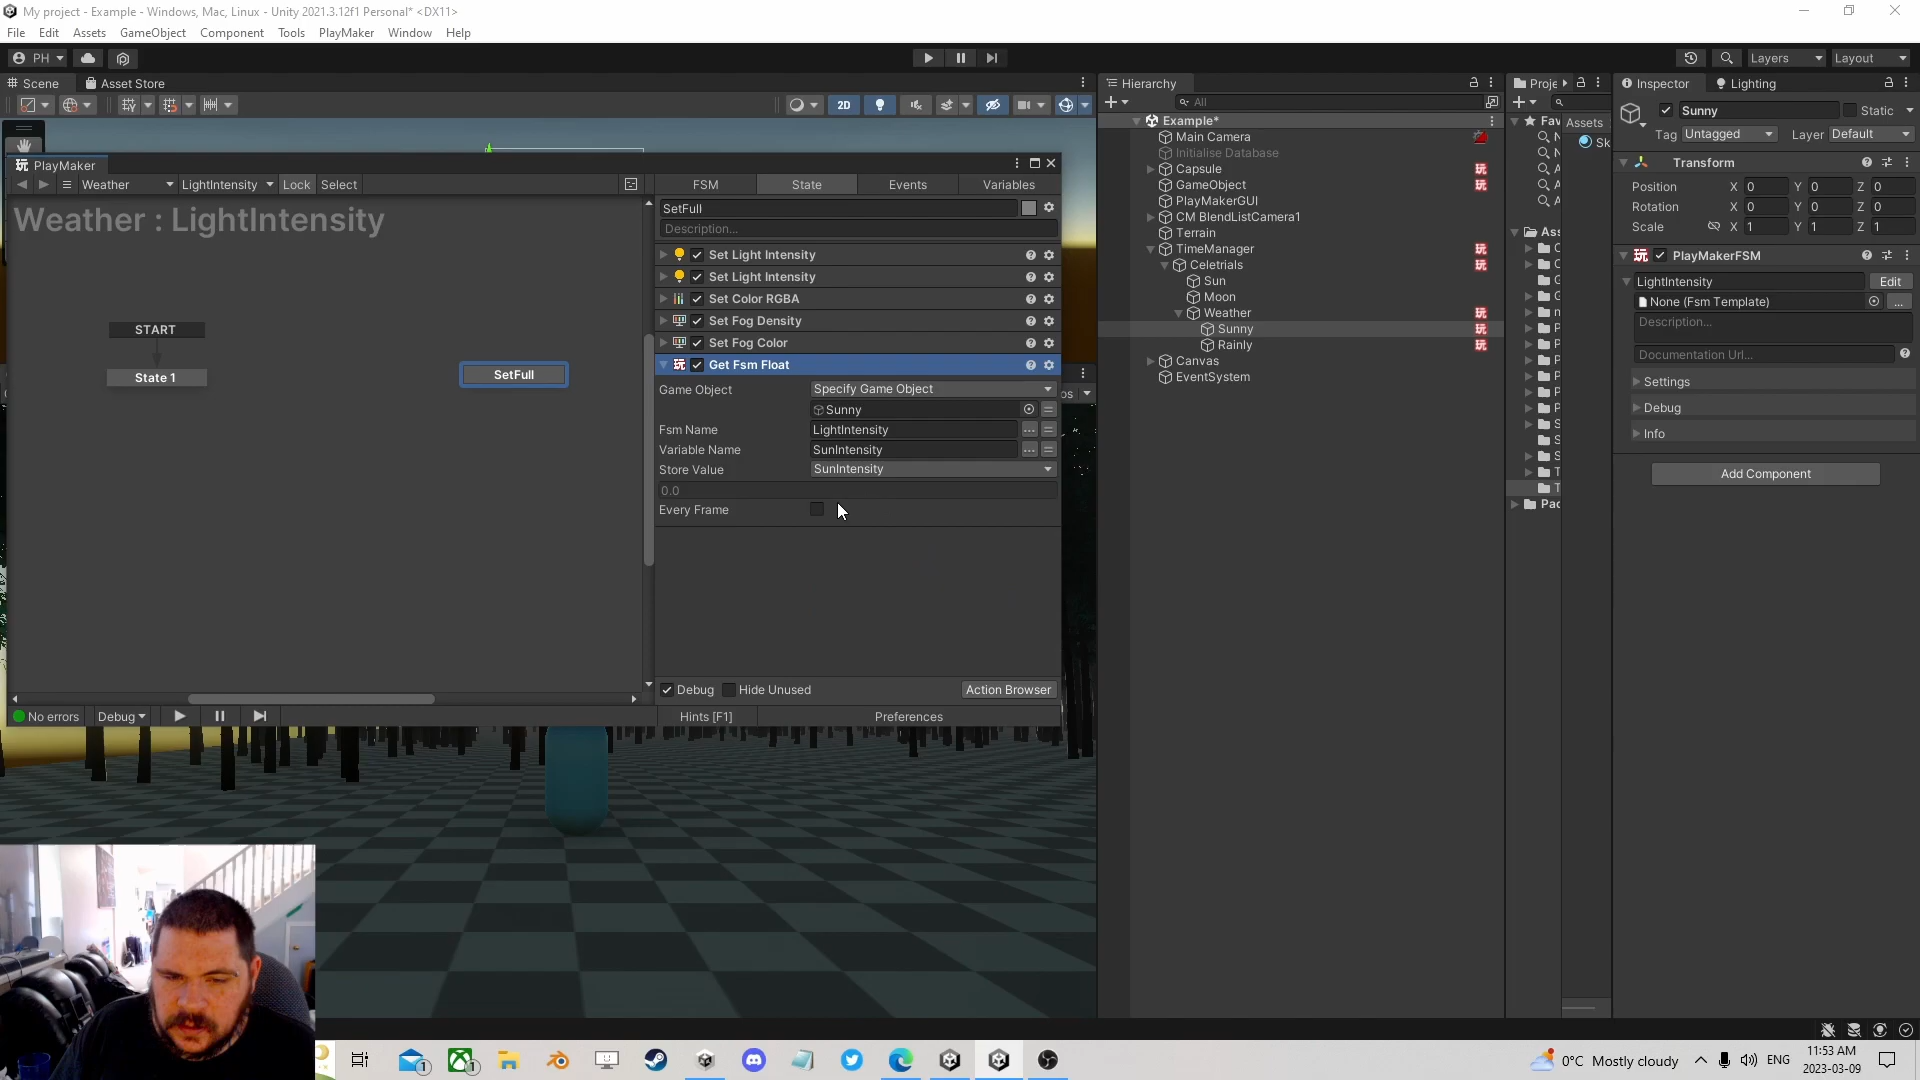 My project - Example - Windows, Mac, Linux - Unity 2021.3.12f1 Personal* <DX11>
File Edit Assets GameObject Component Tools PlayMaker Window Help
PH Layers Layout
Scene Asset Store
2D
PlayMaker
Weather LightIntensity Lock Select
Weather : LightIntensity
START
State 1
SetFull
FSM State Events Variables
SetFull
Description...
Set Light Intensity
Set Light Intensity
Set Color RGBA
Set Fog Density
Set Fog Color
Get Fsm Float
Game Object Specify Game Object
Sunny
Fsm Name LightIntensity
Variable Name SunIntensity
Store Value SunIntensity
0.0
Every Frame
Debug Hide Unused Action Browser
No errors Debug Hints [F1] Preferences
Hierarchy
All
Example*
Main Camera
Initialise Database
Capsule
GameObject
PlayMakerGUI
CM BlendListCamera1
Terrain
TimeManager
Celetrials
Sun
Moon
Weather
Sunny
Rainly
Canvas
EventSystem
Proje
Fav
Ass
Pac
Assets
Sk
Inspector Lighting
Sunny Static
Tag Untagged Layer Default
Transform
Position X 0 Y 0 Z 0
Rotation X 0 Y 0 Z 0
Scale X 1 Y 1 Z 1
PlayMakerFSM
LightIntensity Edit
None (Fsm Template) ...
Description...
Documentation Url...
Settings
Debug
Info
Add Component
0°C Mostly cloudy ENG 11:53 AM
2023-03-09